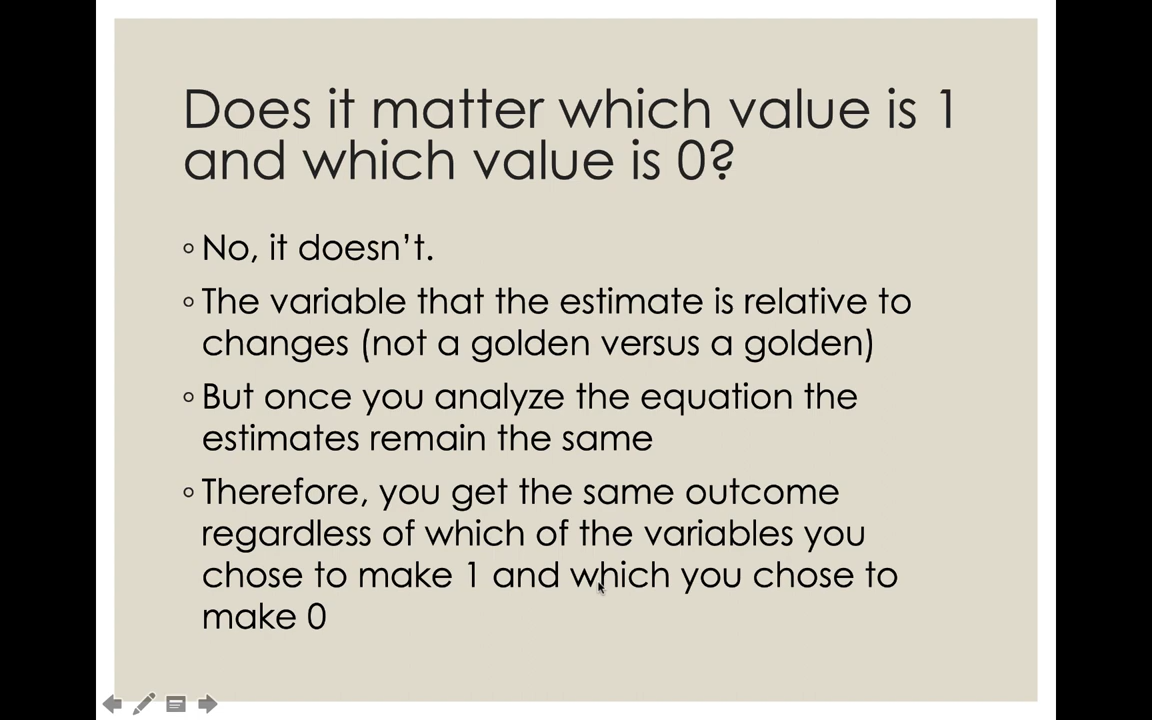 Does it matter which value is 1
and which value is 0?
◦ No, it doesn’t.
◦ The variable that the estimate is relative to
changes (not a golden versus a golden)
◦ But once you analyze the equation the
estimates remain the same
◦ Therefore, you get the same outcome
regardless of which of the variables you
chose to make 1 and which you chose to
make 0